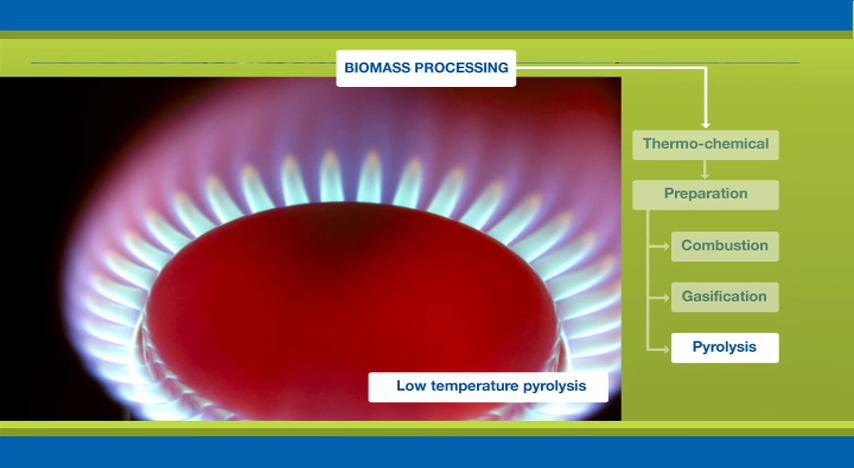 BIOMASS PROCESSING
Thermo-chemical
Preparation
Combustion
Gasification
Pyrolysis
Low temperature pyrolysis